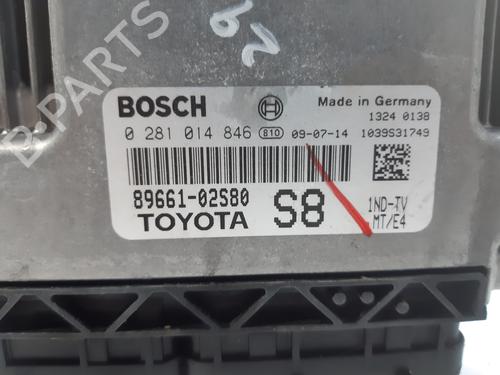 62
BOSCH Made in Germany
1324 0138
0 281 014 846 810 09-07-14 1039S31749
89661-02S80
TOYOTA S8
1ND-TV
MT/E4